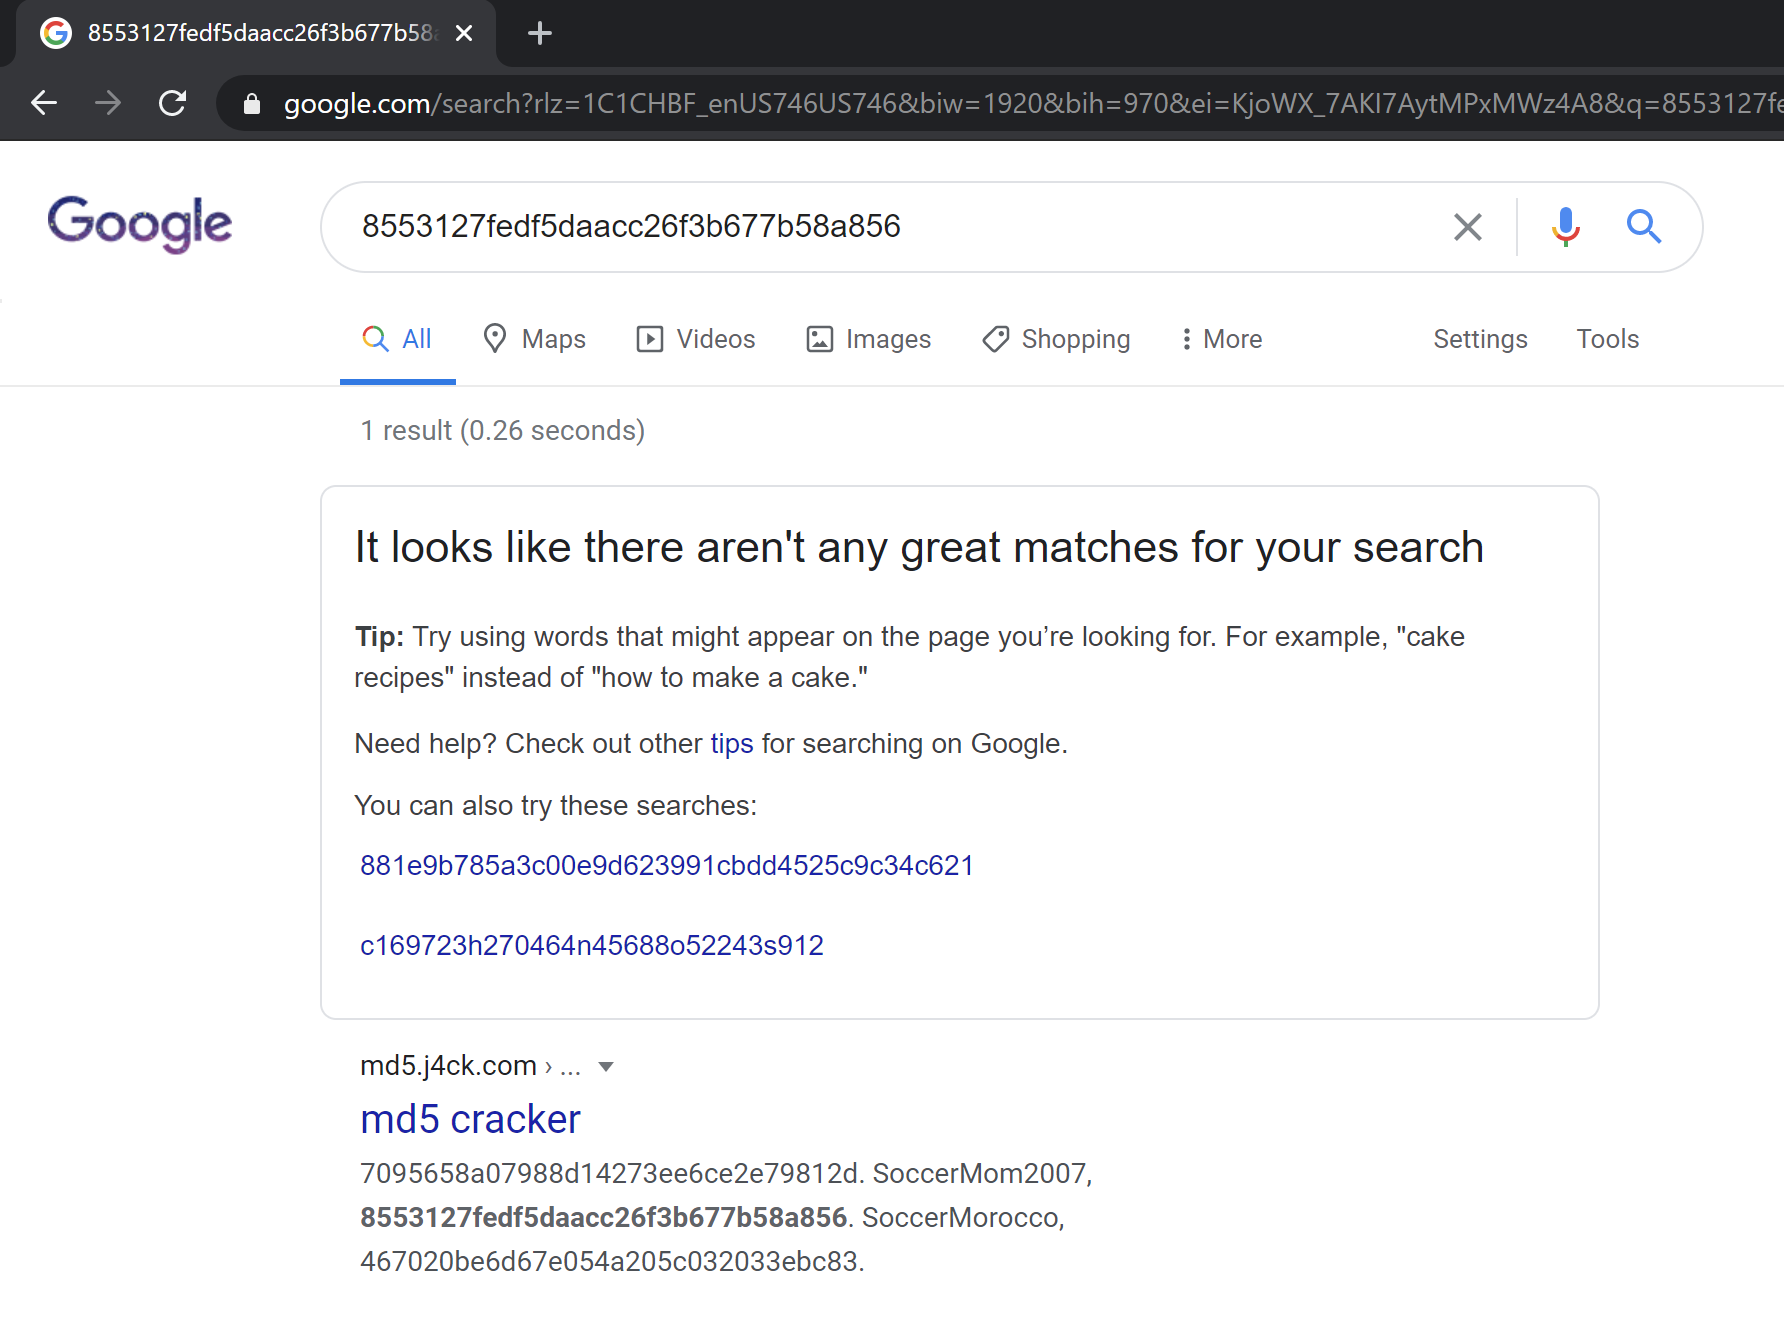 8553127fedf5daacc26f3b677b58a
google.com/search?rlz=1C1CHBF_enUS746US746&biw=1920&bih=970&ei=KjoWX_7AKI7AytMPxMWz4A8&q=8553127fe
Google
8553127fedf5daacc26f3b677b58a856
All Maps Videos Images Shopping More Settings Tools
1 result (0.26 seconds)
It looks like there aren't any great matches for your search
Tip: Try using words that might appear on the page you’re looking for. For example, "cake
recipes" instead of "how to make a cake."
Need help? Check out other tips for searching on Google.
You can also try these searches:
881e9b785a3c00e9d623991cbdd4525c9c34c621
c169723h270464n45688o52243s912
md5.j4ck.com › ...
md5 cracker
7095658a07988d14273ee6ce2e79812d. SoccerMom2007,
8553127fedf5daacc26f3b677b58a856. SoccerMorocco,
467020be6d67e054a205c032033ebc83.